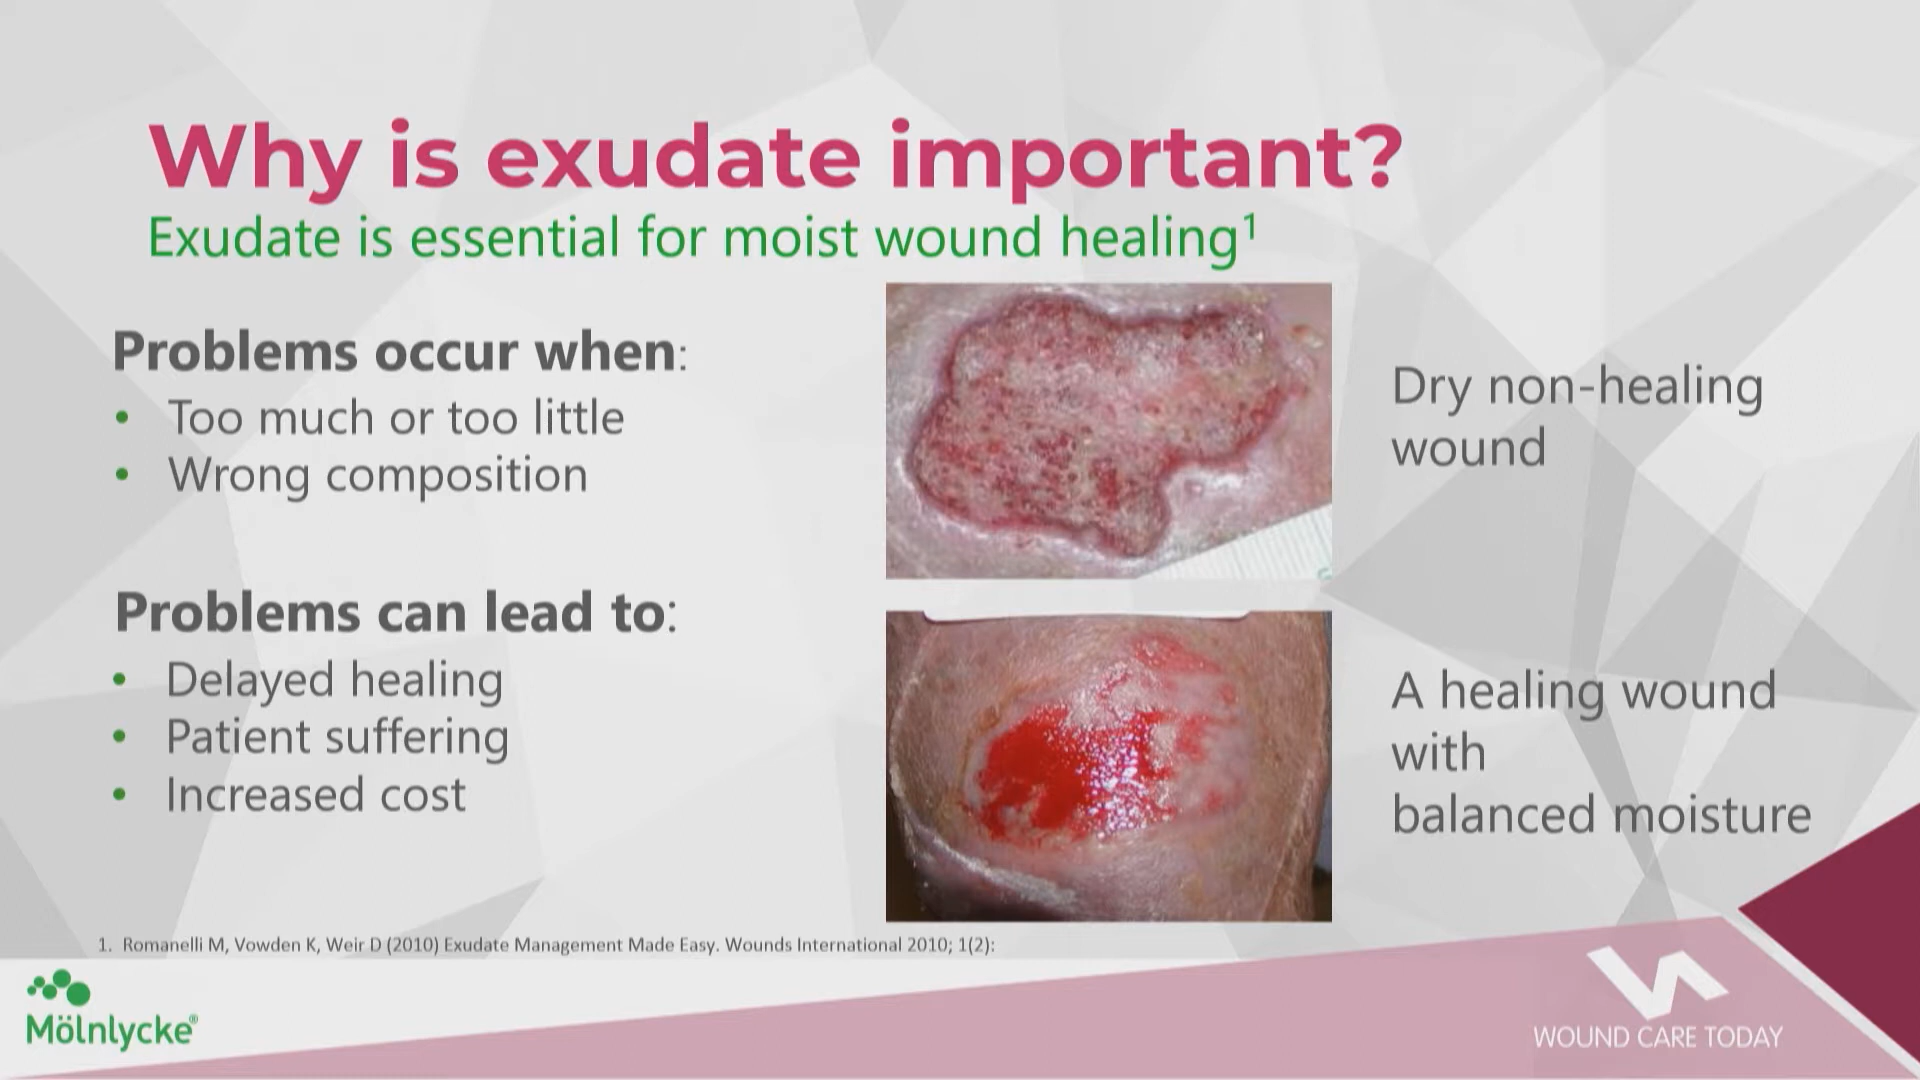 Why is exudate important?
Exudate is essential for moist wound healing¹
Problems occur when:
• Too much or too little
• Wrong composition
Problems can lead to:
• Delayed healing
• Patient suffering
• Increased cost
Dry non-healing
wound
A healing wound
with
balanced moisture
1. Romanelli M, Vowden K, Weir D (2010) Exudate Management Made Easy. Wounds International 2010; 1(2):
Mölnlycke®
WOUND CARE TODAY